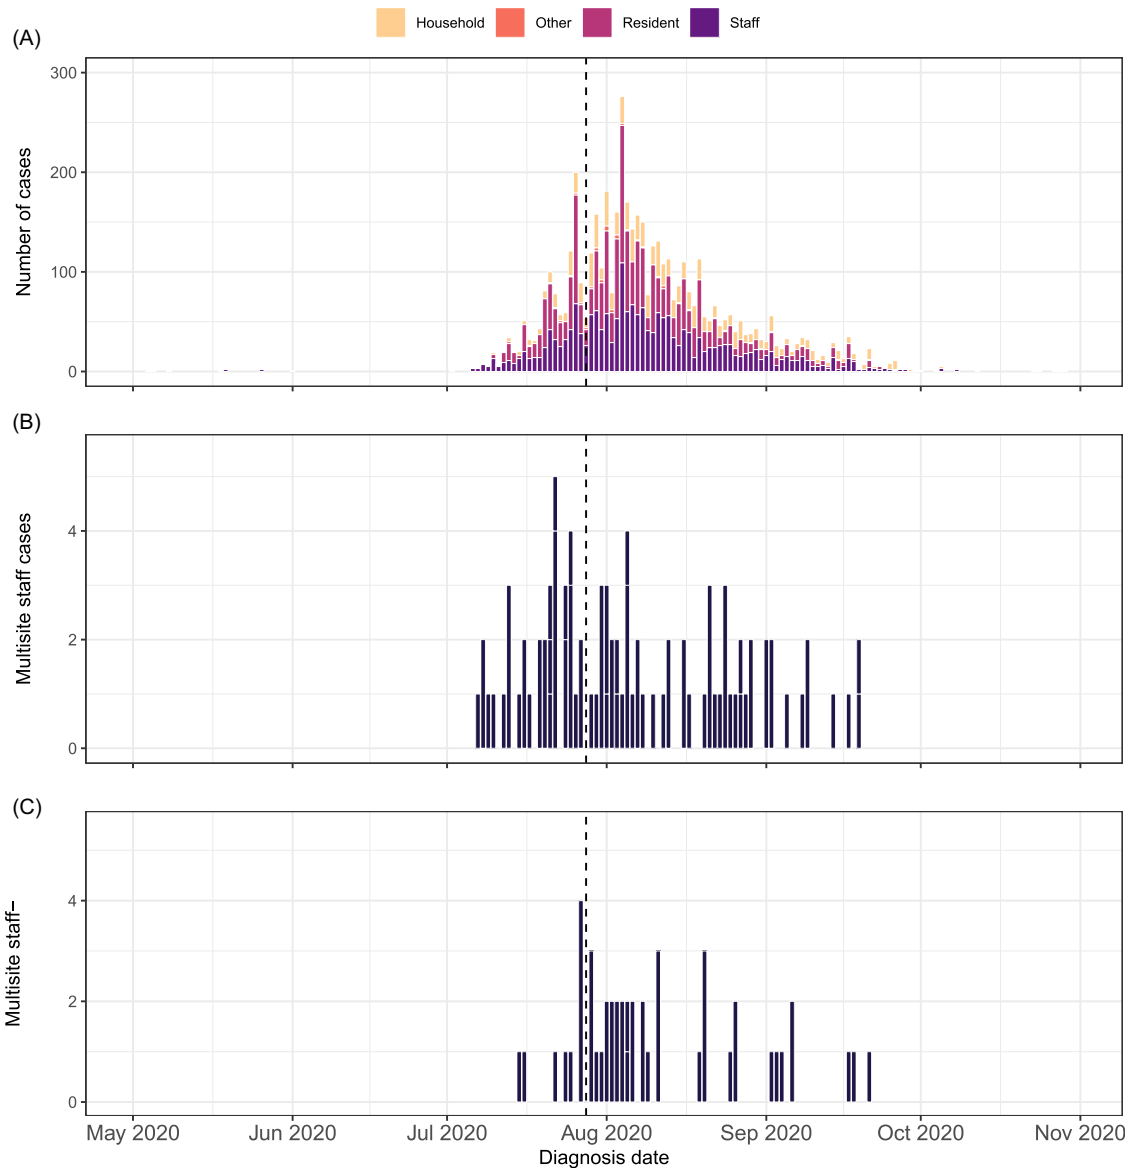 Household Other Resident Staff
(A)
300
200
100
0
Number of cases
(B)
4
2
0
Multisite staff cases
(C)
4
2
0
Multisite staff−
May 2020 Jun 2020 Jul 2020 Aug 2020 Sep 2020 Oct 2020 Nov 2020
Diagnosis date